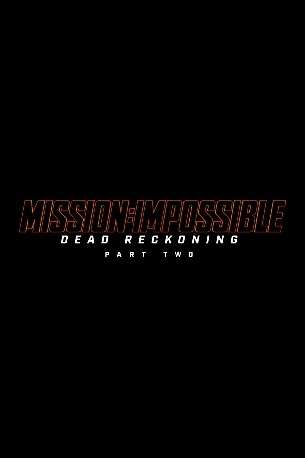 MISSION:IMPOSSIBLE
DEAD RECKONING
PART TWO